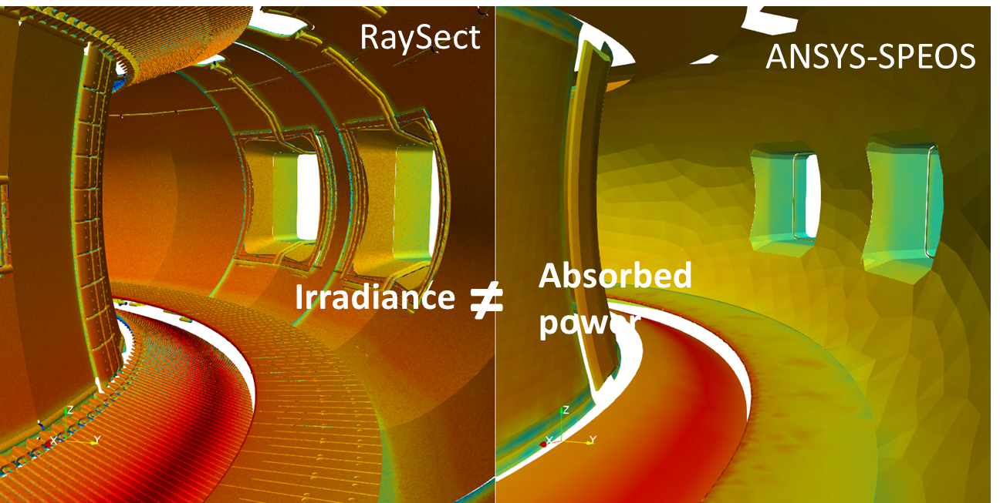 RaySect
ANSYS-SPEOS
Irradiance ≠
Absorbed
power
Z
X
Y
Z
X
Y